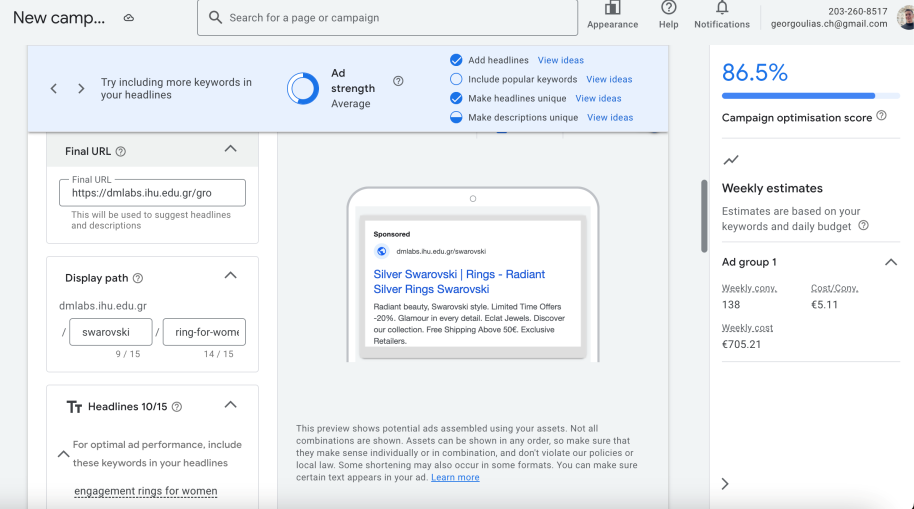 New camp...
Search for a page or campaign
Appearance
Help
Notifications
203-260-8517
georgoulias.ch@gmail.com
Try including more keywords in
your headlines
Ad
strength
Average
Add headlines View ideas
Include popular keywords View ideas
Make headlines unique View ideas
Make descriptions unique View ideas
Final URL
Final URL
https://dmlabs.ihu.edu.gr/gro
This will be used to suggest headlines
and descriptions
Display path
dmlabs.ihu.edu.gr
/ swarovski / ring-for-wome
9 / 15 14 / 15
Headlines 10/15
For optimal ad performance, include
these keywords in your headlines
engagement rings for women
Sponsored
dmlabs.ihu.edu.gr/swarovski
Silver Swarovski | Rings - Radiant
Silver Rings Swarovski
Radiant beauty, Swarovski style. Limited Time Offers
-20%. Glamour in every detail. Eclat Jewels. Discover
our collection. Free Shipping Above 50€. Exclusive
Retailers.
This preview shows potential ads assembled using your assets. Not all
combinations are shown. Assets can be shown in any order, so make sure that
they make sense individually or in combination, and don't violate our policies or
local law. Some shortening may also occur in some formats. You can make sure
certain text appears in your ad. Learn more
86.5%
Campaign optimisation score
Weekly estimates
Estimates are based on your
keywords and daily budget
Ad group 1
Weekly conv. Cost/Conv.
138 €5.11
Weekly cost
€705.21